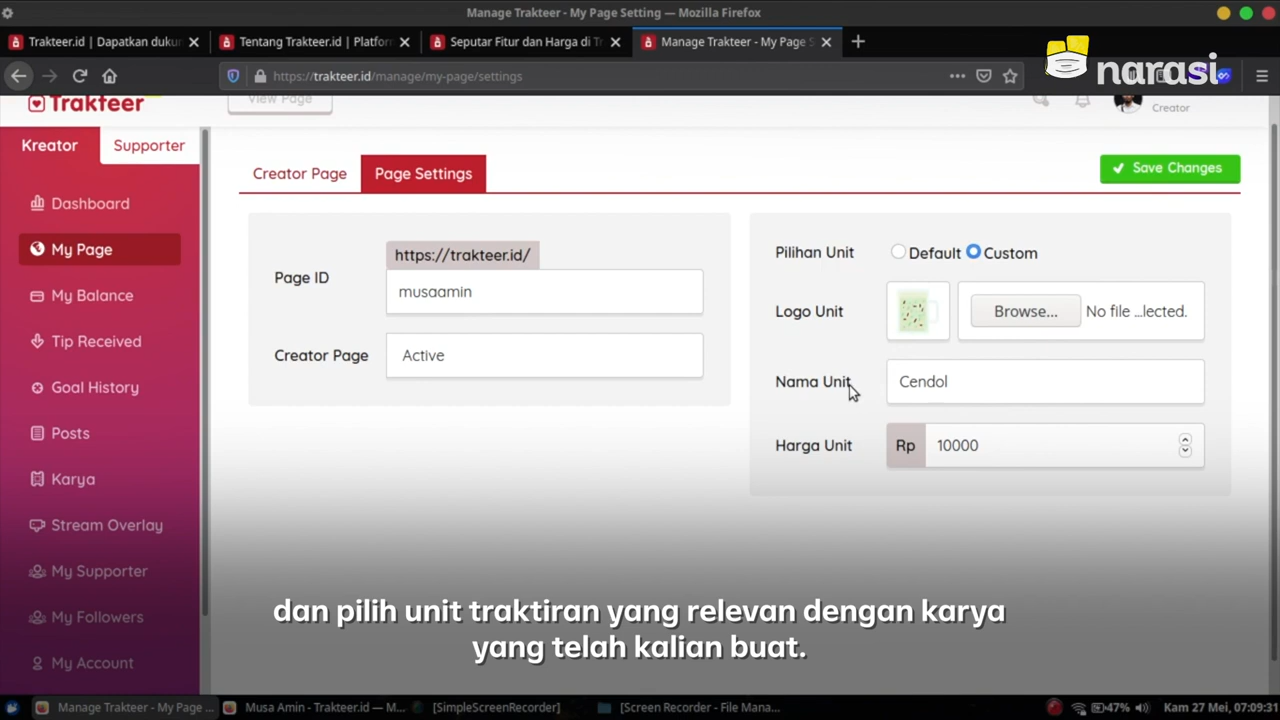 Manage Trakteer - My Page Setting — Mozilla Firefox
Trakteer.id | Dapatkan duku
Tentang Trakteer.id | Platfor
Seputar Fitur dan Harga di T
Manage Trakteer - My Page S
https://trakteer.id/manage/my-page/settings
narasi
Trakteer
View Page
Creator
Kreator
Supporter
Creator Page
Page Settings
Save Changes
Dashboard
My Page
My Balance
Tip Received
Goal History
Posts
Karya
Stream Overlay
My Supporter
My Followers
My Account
Page ID
https://trakteer.id/
musaamin
Creator Page
Active
Pilihan Unit
Default
Custom
Logo Unit
Browse...
No file ...lected.
Nama Unit
Cendol
Harga Unit
Rp
10000
dan pilih unit traktiran yang relevan dengan karya
yang telah kalian buat.
Manage Trakteer - My Page ...
Musa Amin - Trakteer.id — M...
[SimpleScreenRecorder]
[Screen Recorder - File Mana...
47%
Kam 27 Mei, 07:09:31